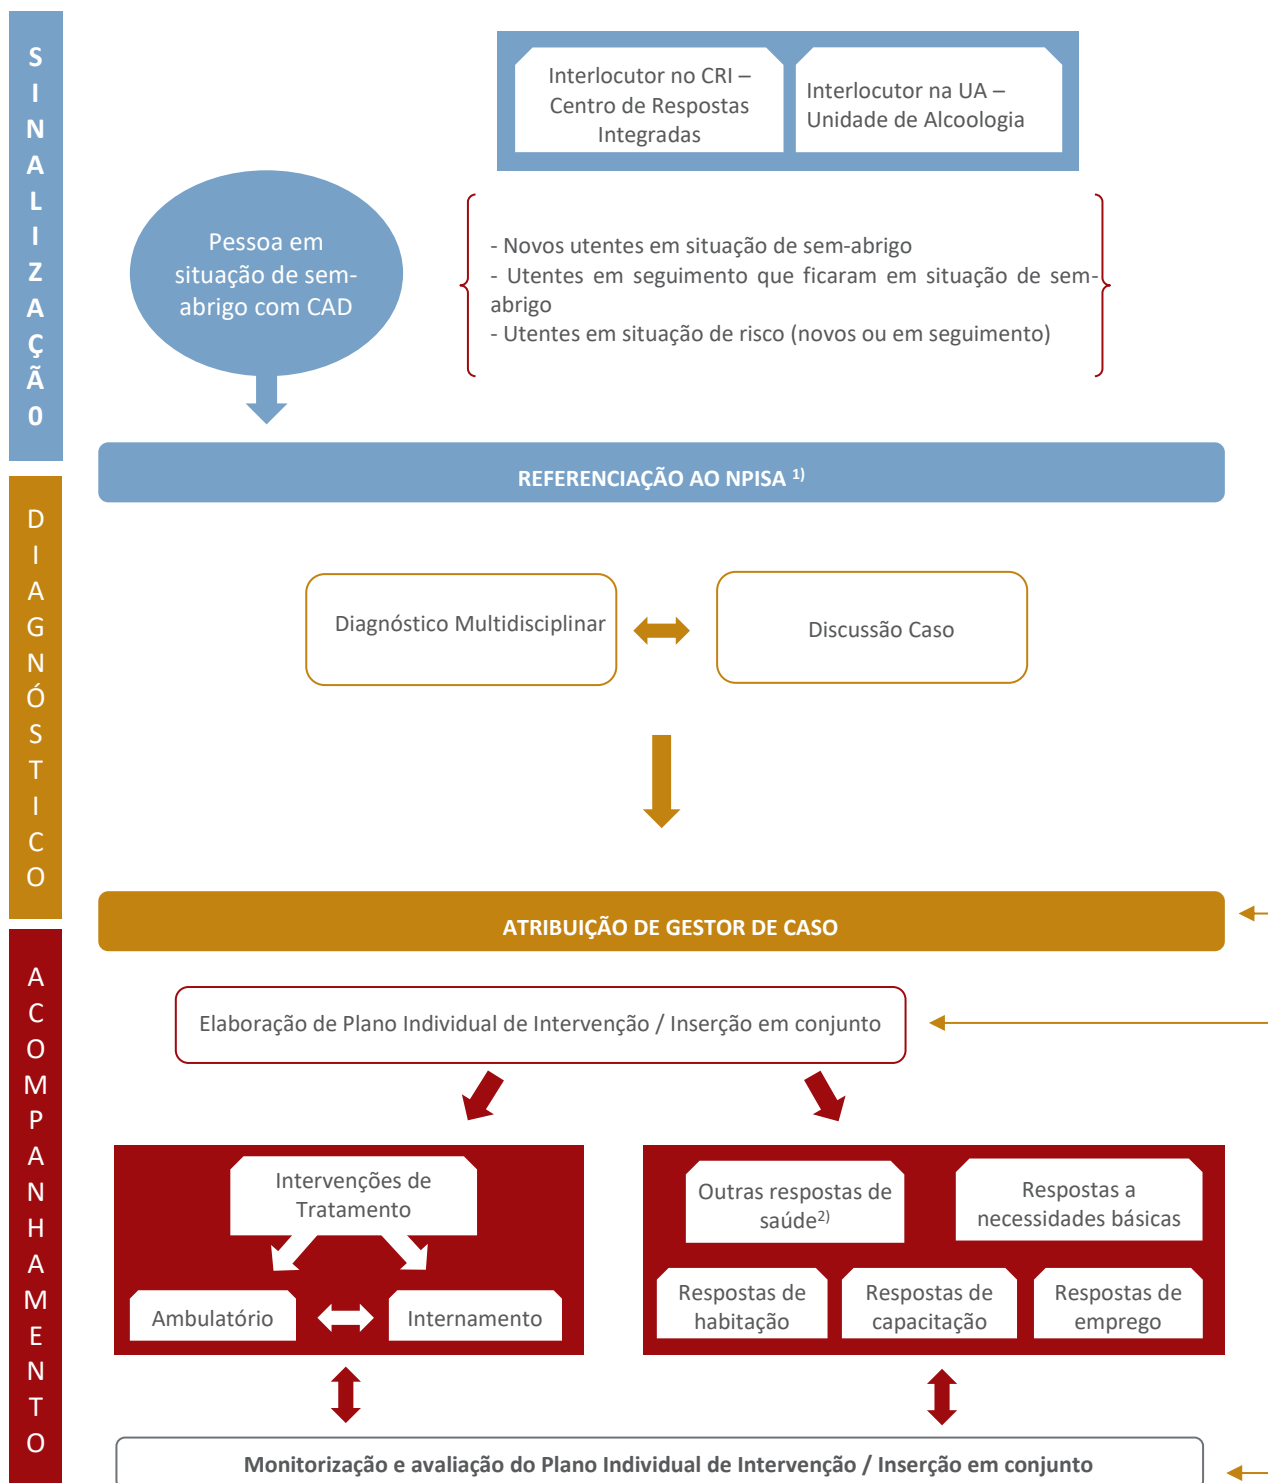 SINALIZAÇÃ0
Interlocutor no CRI –
Centro de Respostas
Integradas
Interlocutor na UA –
Unidade de Alcoologia
Pessoa em
situação de sem-
abrigo com CAD
- Novos utentes em situação de sem-abrigo
- Utentes em seguimento que ficaram em situação de sem-
abrigo
- Utentes em situação de risco (novos ou em seguimento)
REFERENCIAÇÃO AO NPISA 1)
DIAGNÓSTICO
Diagnóstico Multidisciplinar
Discussão Caso
ATRIBUIÇÃO DE GESTOR DE CASO
ACOMPANHAMENTO
Elaboração de Plano Individual de Intervenção / Inserção em conjunto
Intervenções de
Tratamento
Ambulatório
Internamento
Outras respostas de
saúde2)
Respostas a
necessidades básicas
Respostas de
habitação
Respostas de
capacitação
Respostas de
emprego
Monitorização e avaliação do Plano Individual de Intervenção / Inserção em conjunto